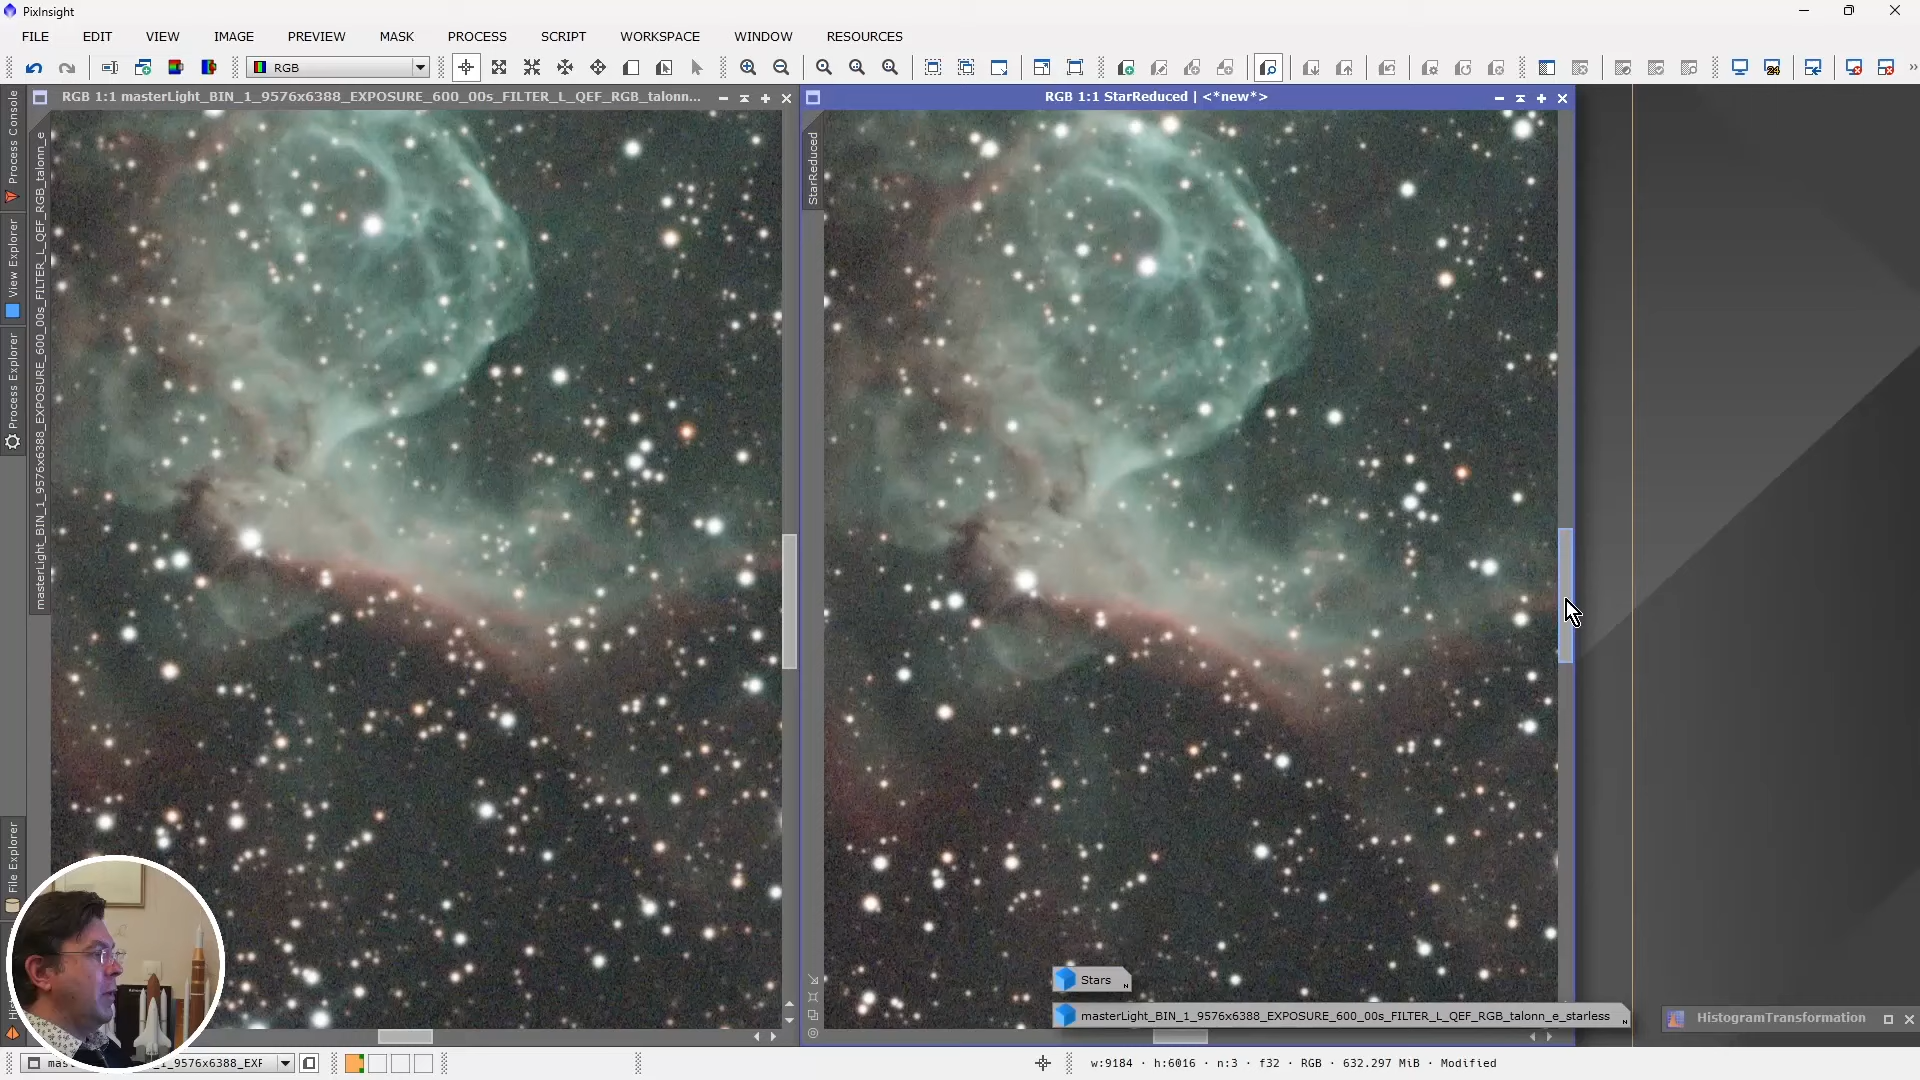 PixInsight
FILE EDIT VIEW IMAGE PREVIEW MASK PROCESS SCRIPT WORKSPACE WINDOW RESOURCES
RGB
RGB 1:1 masterLight_BIN_1_9576x6388_EXPOSURE_600_00s_FILTER_L_QEF_RGB_talonn...
RGB 1:1 StarReduced | <*new*>
Process Console
View Explorer
Process Explorer
File Explorer
masterLight_BIN_1_9576x6388_EXPOSURE_600_00s_FILTER_L_QEF_RGB_talonn_e
StarReduced
Stars
N
masterLight_BIN_1_9576x6388_EXPOSURE_600_00s_FILTER_L_QEF_RGB_talonn_e_starless
N
HistogramTransformation
_1_9576x6388_EXF
w:9184 · h:6016 · n:3 · f32 · RGB · 632.297 MiB · Modified